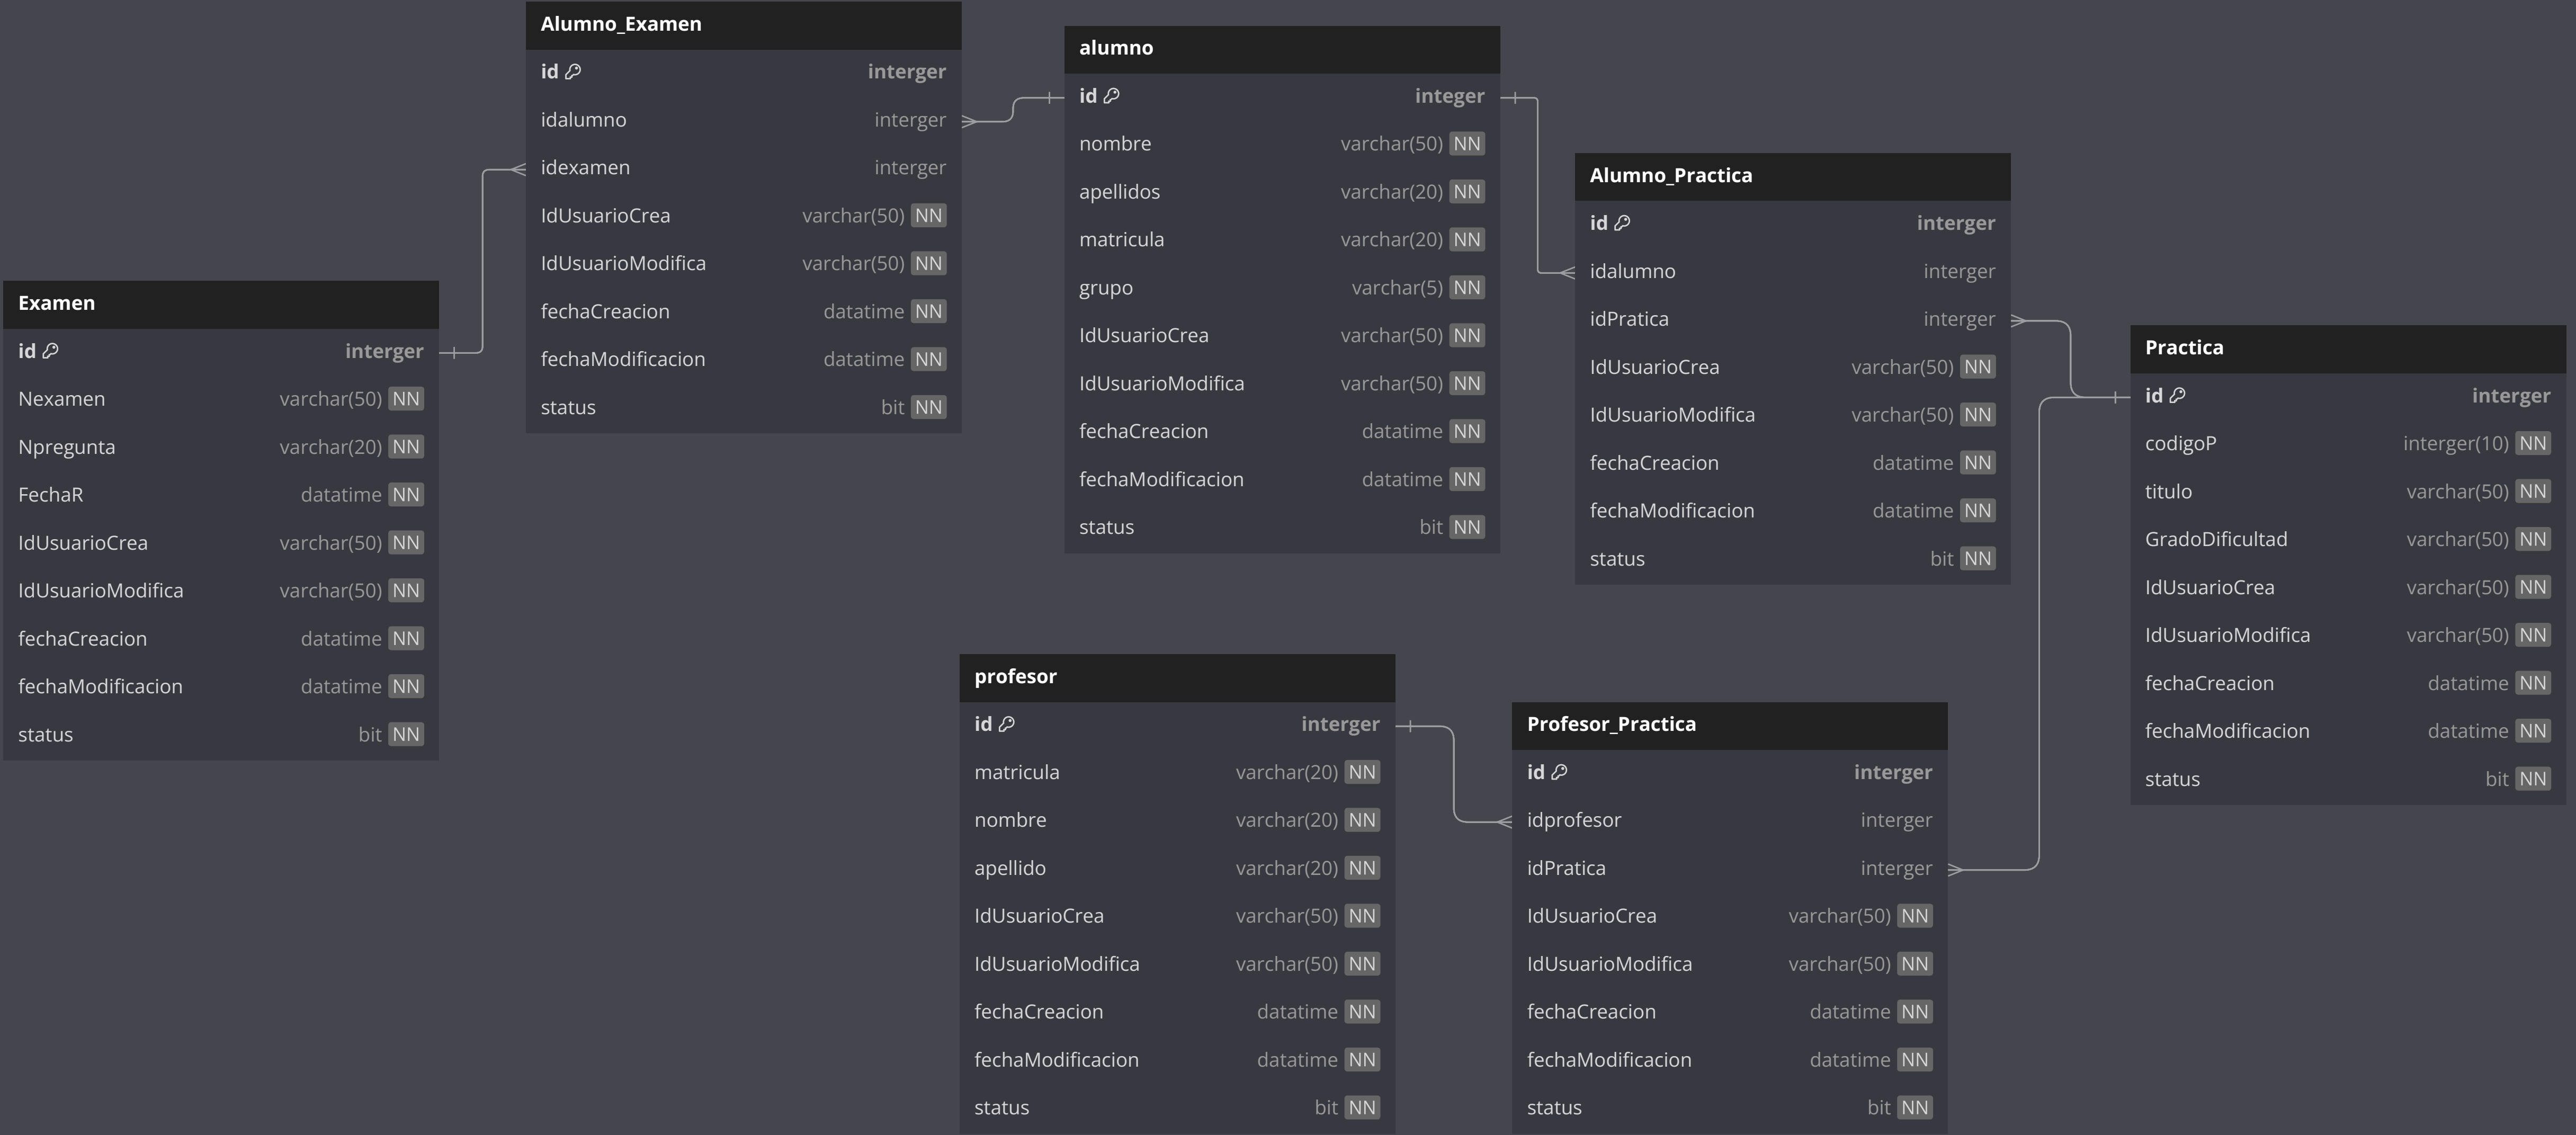 Alumno_Examen
id interger
idalumno interger
idexamen interger
IdUsuarioCrea varchar(50) NN
IdUsuarioModifica varchar(50) NN
fechaCreacion datatime NN
fechaModificacion datatime NN
status bit NN
alumno
id integer
nombre varchar(50) NN
apellidos varchar(20) NN
matricula varchar(20) NN
grupo varchar(5) NN
IdUsuarioCrea varchar(50) NN
IdUsuarioModifica varchar(50) NN
fechaCreacion datatime NN
fechaModificacion datatime NN
status bit NN
Alumno_Practica
id interger
idalumno interger
idPratica interger
IdUsuarioCrea varchar(50) NN
IdUsuarioModifica varchar(50) NN
fechaCreacion datatime NN
fechaModificacion datatime NN
status bit NN
Examen
id interger
Nexamen varchar(50) NN
Npregunta varchar(20) NN
FechaR datatime NN
IdUsuarioCrea varchar(50) NN
IdUsuarioModifica varchar(50) NN
fechaCreacion datatime NN
fechaModificacion datatime NN
status bit NN
Practica
id interger
codigoP interger(10) NN
titulo varchar(50) NN
GradoDificultad varchar(50) NN
IdUsuarioCrea varchar(50) NN
IdUsuarioModifica varchar(50) NN
fechaCreacion datatime NN
fechaModificacion datatime NN
status bit NN
profesor
id interger
matricula varchar(20) NN
nombre varchar(20) NN
apellido varchar(20) NN
IdUsuarioCrea varchar(50) NN
IdUsuarioModifica varchar(50) NN
fechaCreacion datatime NN
fechaModificacion datatime NN
status bit NN
Profesor_Practica
id interger
idprofesor interger
idPratica interger
IdUsuarioCrea varchar(50) NN
IdUsuarioModifica varchar(50) NN
fechaCreacion datatime NN
fechaModificacion datatime NN
status bit NN